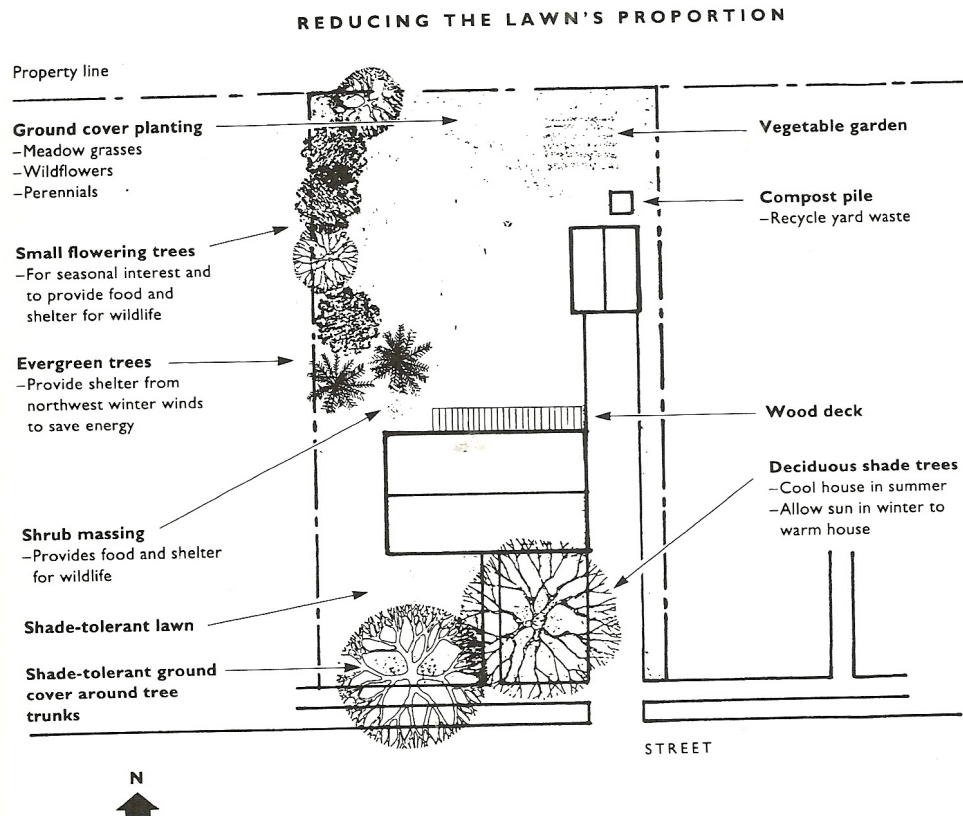 REDUCING THE LAWN'S PROPORTION
Property line
Ground cover planting
–Meadow grasses
–Wildflowers
–Perennials
Small flowering trees
–For seasonal interest and
to provide food and
shelter for wildlife
Evergreen trees
–Provide shelter from
northwest winter winds
to save energy
Shrub massing
–Provides food and shelter
for wildlife
Shade-tolerant lawn
Shade-tolerant ground
cover around tree
trunks
Vegetable garden
Compost pile
–Recycle yard waste
Wood deck
Deciduous shade trees
–Cool house in summer
–Allow sun in winter to
warm house
STREET
N